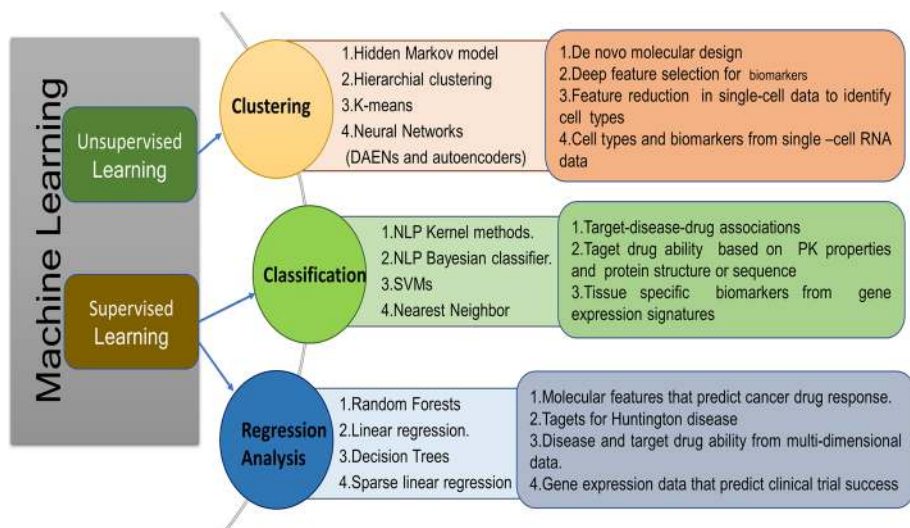 Machine Learning
Unsupervised
Learning
Supervised
Learning
Clustering
1.Hidden Markov model
2.Hierarchial clustering
3.K-means
4.Neural Networks
(DAENs and autoencoders)
1.De novo molecular design
2.Deep feature selection for biomarkers
3.Feature reduction in single-cell data to identify
cell types
4.Cell types and biomarkers from single –cell RNA
data
Classification
1.NLP Kernel methods.
2.NLP Bayesian classifier.
3.SVMs
4.Nearest Neighbor
1.Target-disease-drug associations
2.Taget drug ability based on PK properties
and protein structure or sequence
3.Tissue specific biomarkers from gene
expression signatures
Regression
Analysis
1.Random Forests
2.Linear regression.
3.Decision Trees
4.Sparse linear regression
1.Molecular features that predict cancer drug response.
2.Tagets for Huntington disease
3.Disease and target drug ability from multi-dimensional
data.
4.Gene expression data that predict clinical trial success